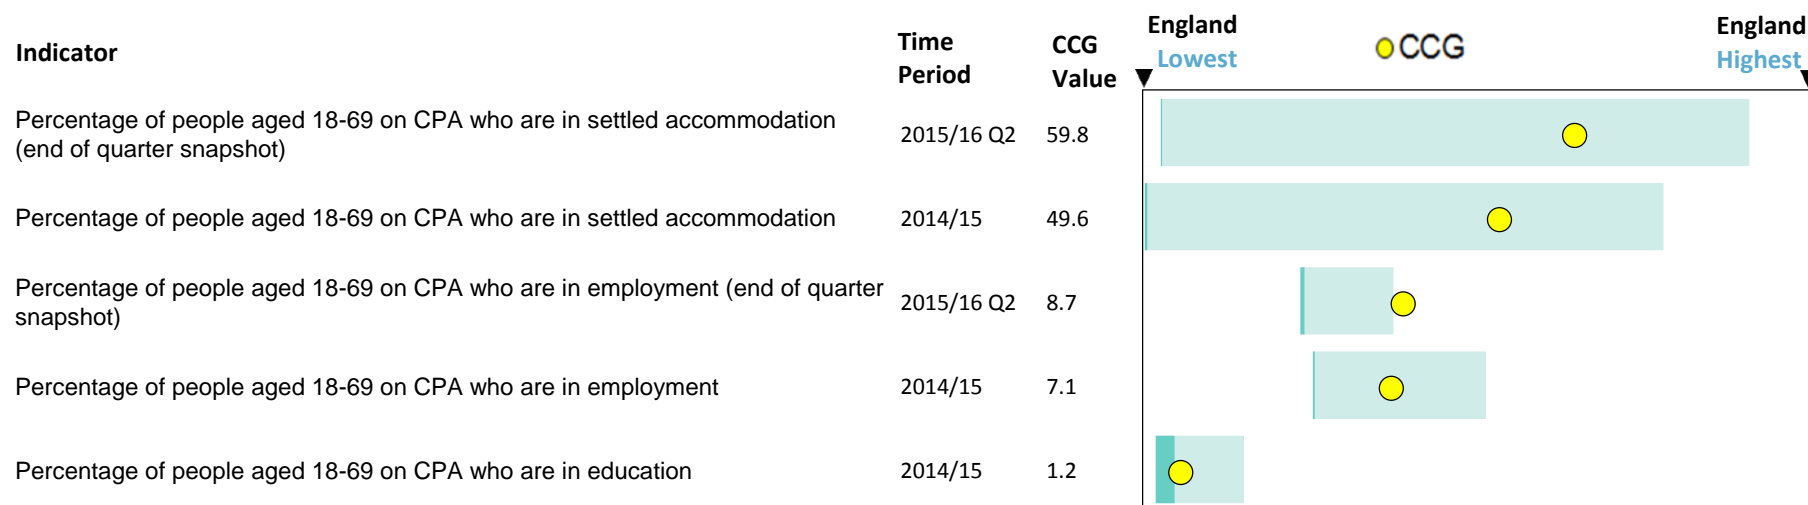 Indicator
Time
Period
CCG
Value
England
Lowest
CCG
England
Highest
Percentage of people aged 18-69 on CPA who are in settled accommodation
(end of quarter snapshot)
2015/16 Q2
59.8
Percentage of people aged 18-69 on CPA who are in settled accommodation
2014/15
49.6
Percentage of people aged 18-69 on CPA who are in employment (end of quarter
snapshot)
2015/16 Q2
8.7
Percentage of people aged 18-69 on CPA who are in employment
2014/15
7.1
Percentage of people aged 18-69 on CPA who are in education
2014/15
1.2